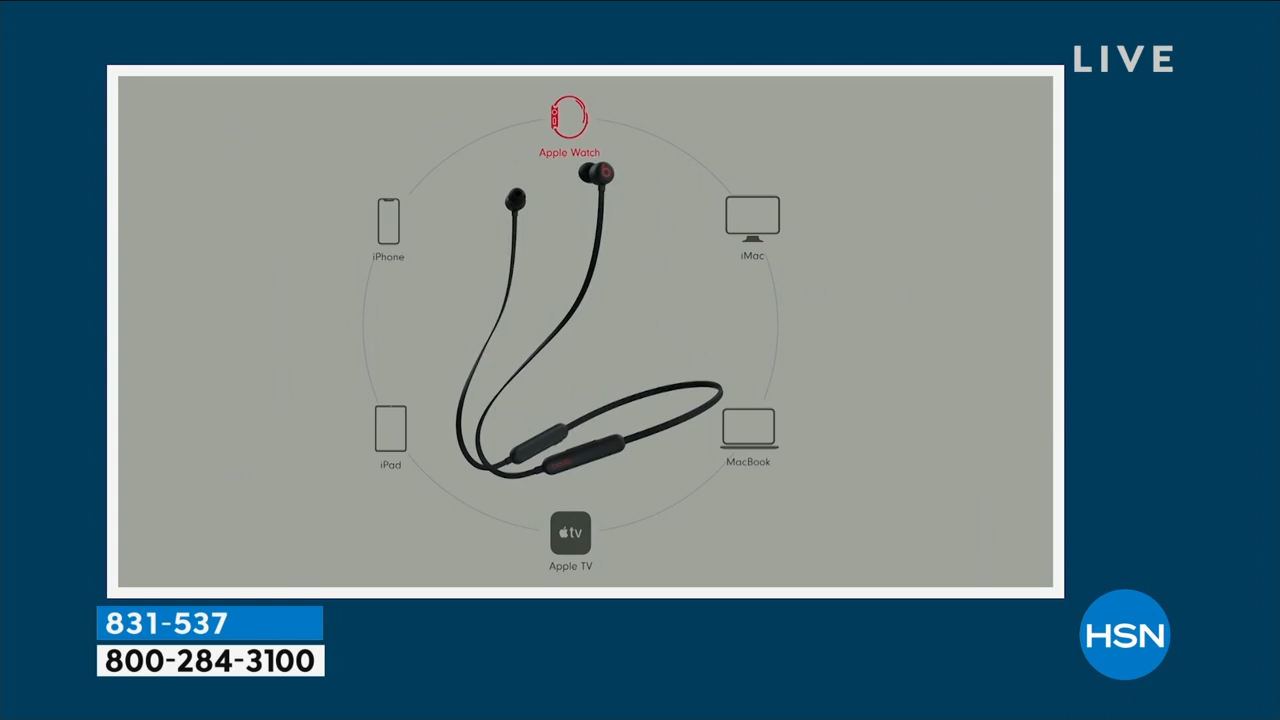 LIVE
Apple Watch
iPhone
iMac
iPad
MacBook
tv
Apple TV
831-537
800-284-3100
HSN